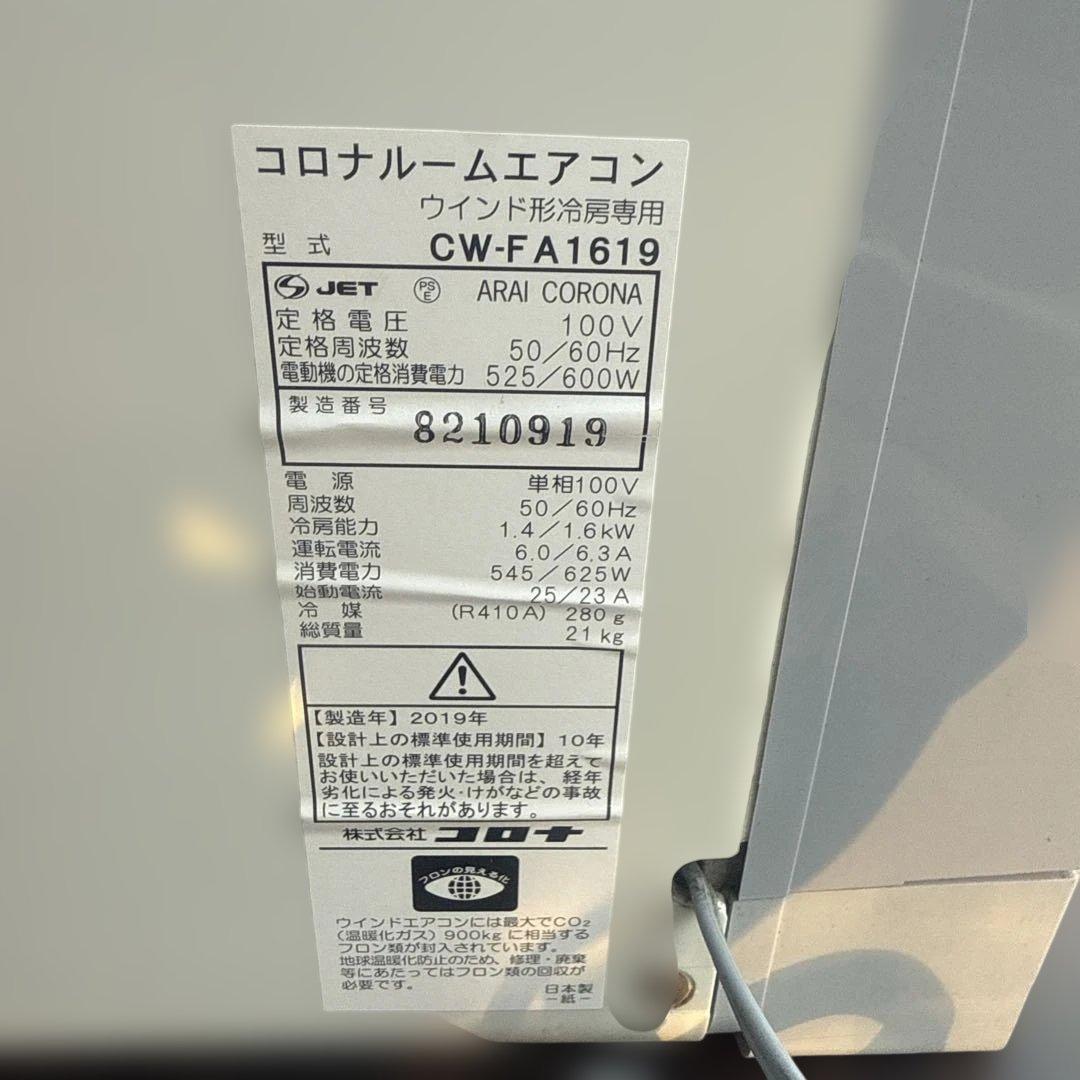 コロナルームエアコン
ウインド形冷房専用
型式 CW-FA1619
JET PSE ARAI CORONA
定格電圧 100V
定格周波数 50/60Hz
電動機の定格消費電力 525/600W
製造番号 8210919
電源 単相100V
周波数 50/60Hz
冷房能力 1.4/1.6kW
運転電流 6.0/6.3A
消費電力 545/625W
始動電流 25/23A
冷媒 (R410A) 280g
総質量 21kg
【製造年】2019年
【設計上の標準使用期間】10年
設計上の標準使用期間を超えて
お使いいただいた場合は、経年
劣化による発火・けがなどの事故
に至るおそれがあります。
株式会社 コロナ
フロンの見える化
ウインドエアコンには最大でCO₂
(温暖化ガス)900kgに相当する
フロン類が封入されています。
地球温暖化防止のため、修理・廃棄
等にあたってはフロン類の回収が
必要です。
日本製
-紙-